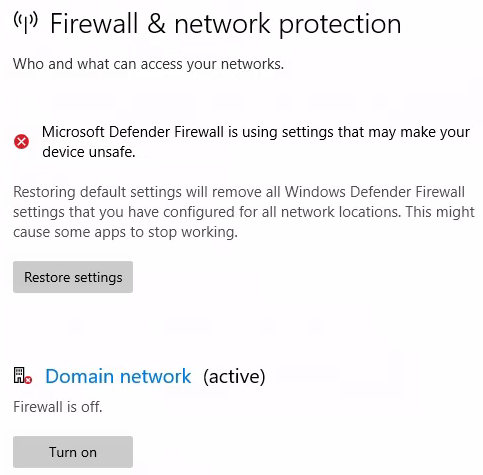 Firewall & network protection
Who and what can access your networks.
Microsoft Defender Firewall is using settings that may make your
device unsafe.
Restoring default settings will remove all Windows Defender Firewall
settings that you have configured for all network locations. This might
cause some apps to stop working.
Restore settings
Domain network (active)
Firewall is off.
Turn on